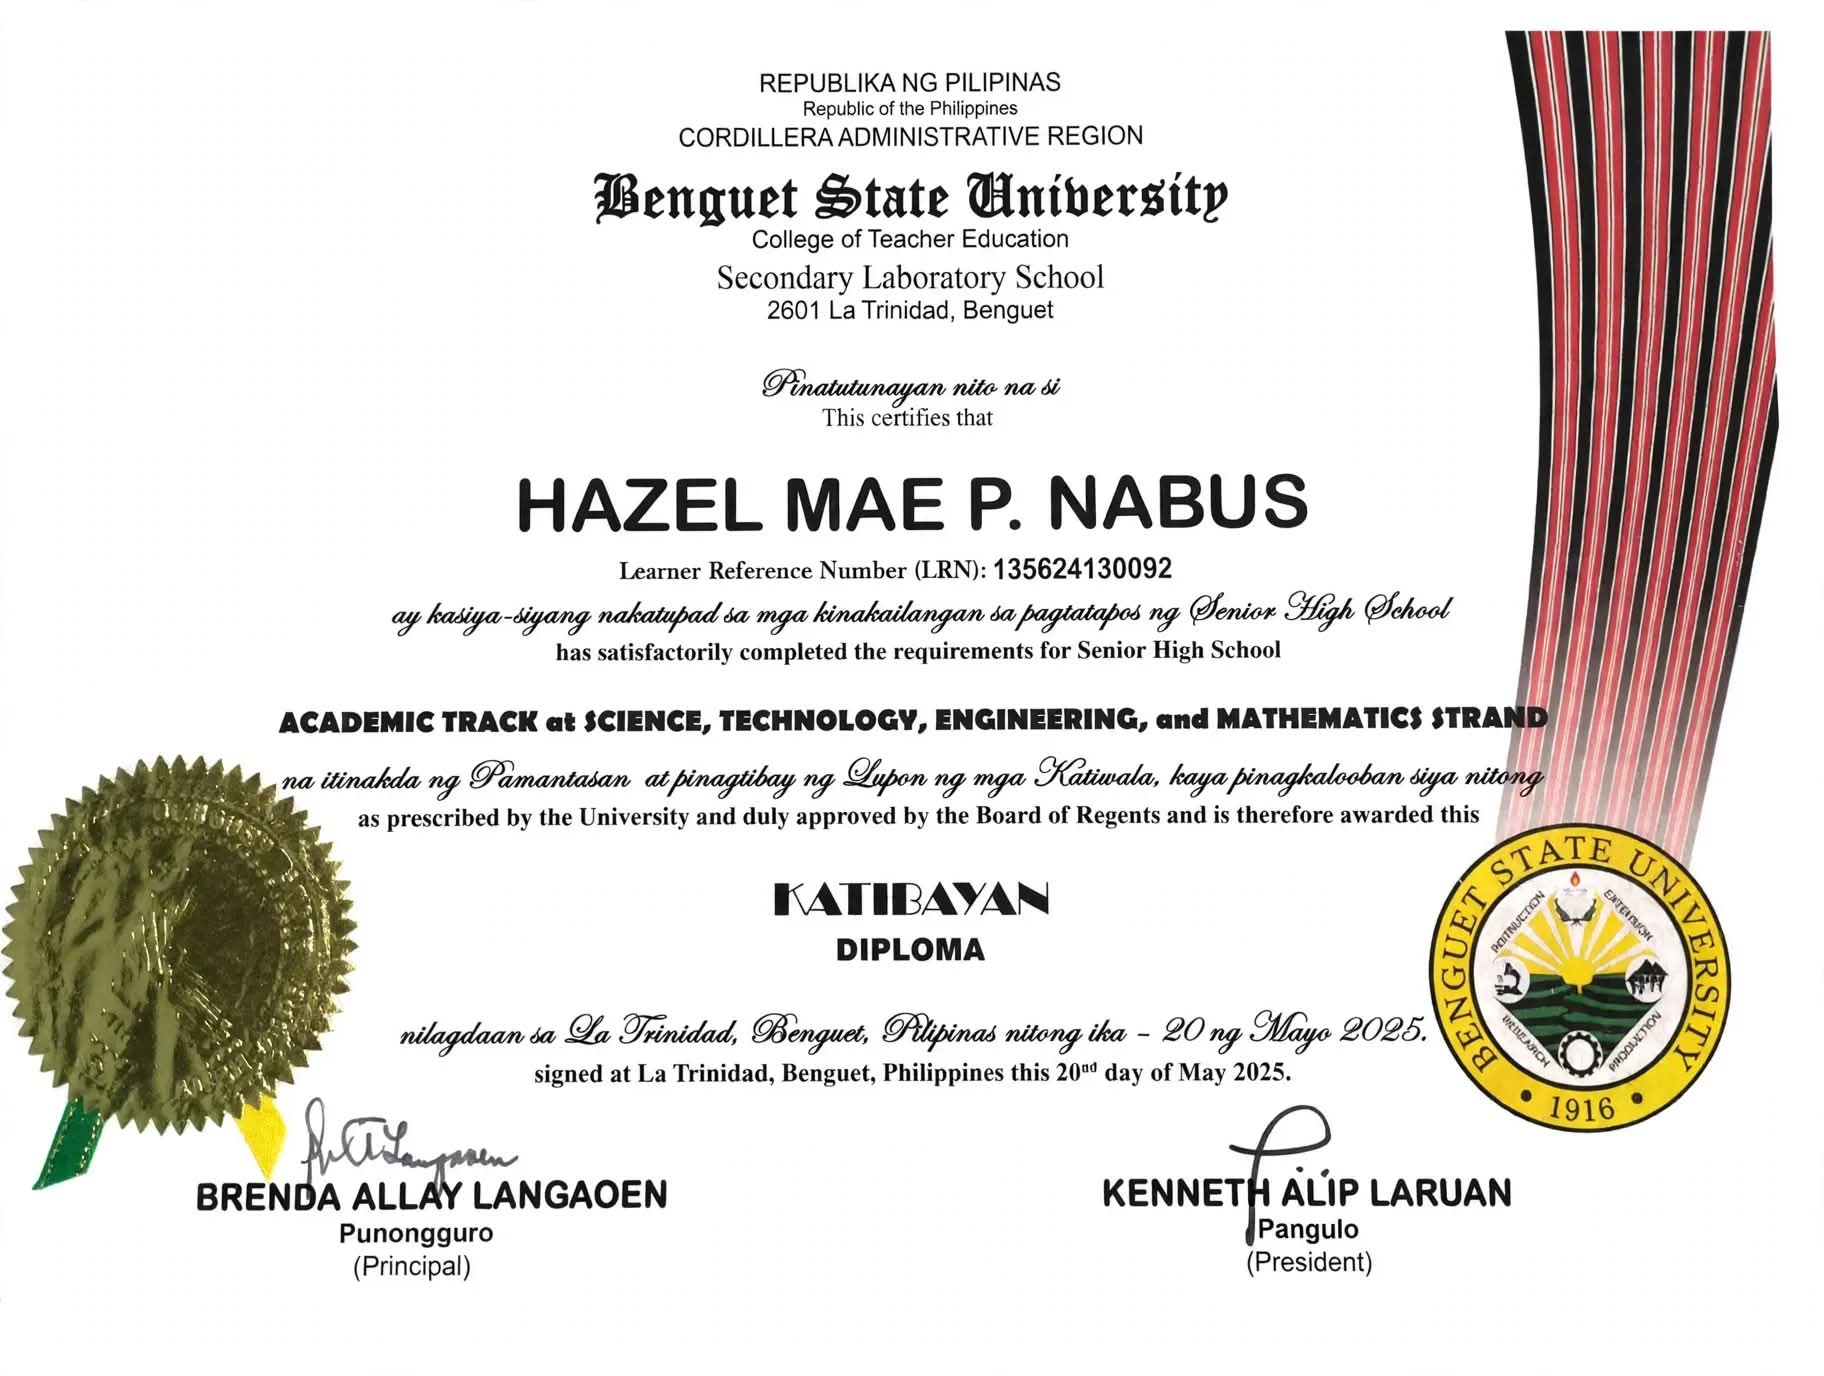 REPUBLIKA NG PILIPINAS
Republic of the Philippines
CORDILLERA ADMINISTRATIVE REGION
Benguet State University
College of Teacher Education
Secondary Laboratory School
2601 La Trinidad, Benguet
Pinatutunayan nito na si
This certifies that
HAZEL MAE P. NABUS
Learner Reference Number (LRN): 135624130092
ay kasiya-siyang nakatupad sa mga kinakailangan sa pagtatapos ng Senior High School
has satisfactorily completed the requirements for Senior High School
ACADEMIC TRACK at SCIENCE, TECHNOLOGY, ENGINEERING, and MATHEMATICS STRAND
na itinakda ng Pamantasan at pinagtibay ng Lupon ng mga Katiwala, kaya pinagkalooban siya nitong
as prescribed by the University and duly approved by the Board of Regents and is therefore awarded this
KATIBAYAN
DIPLOMA
nilagdaan sa La Trinidad, Benguet, Pilipinas nitong ika - 20 ng Mayo 2025.
signed at La Trinidad, Benguet, Philippines this 20nd day of May 2025.
BENGUET STATE UNIVERSITY
1916
BRENDA ALLAY LANGAOEN
Punongguro
(Principal)
KENNETH ALIP LARUAN
Pangulo
(President)